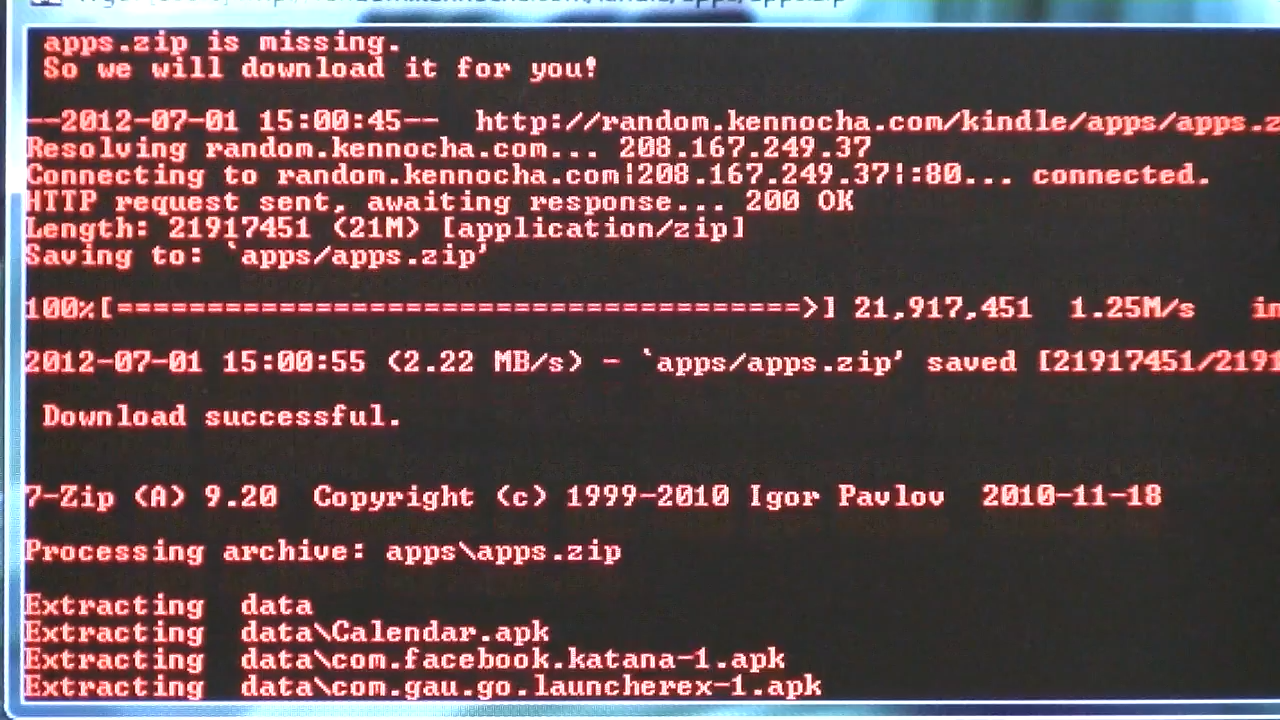 apps.zip is missing.
So we will download it for you!
--2012-07-01 15:00:45-- http://random.kennocha.com/kindle/apps/apps.z
Resolving random.kennocha.com... 208.167.249.37
Connecting to random.kennocha.com|208.167.249.37|:80... connected.
HTTP request sent, awaiting response... 200 OK
Length: 21917451 (21M) [application/zip]
Saving to: `apps/apps.zip'
100%[======================================>] 21,917,451 1.25M/s in
2012-07-01 15:00:55 (2.22 MB/s) - `apps/apps.zip' saved [21917451/2191
Download successful.
7-Zip (A) 9.20 Copyright (c) 1999-2010 Igor Pavlov 2010-11-18
Processing archive: apps\apps.zip
Extracting data
Extracting data\Calendar.apk
Extracting data\com.facebook.katana-1.apk
Extracting data\com.gau.go.launcherex-1.apk